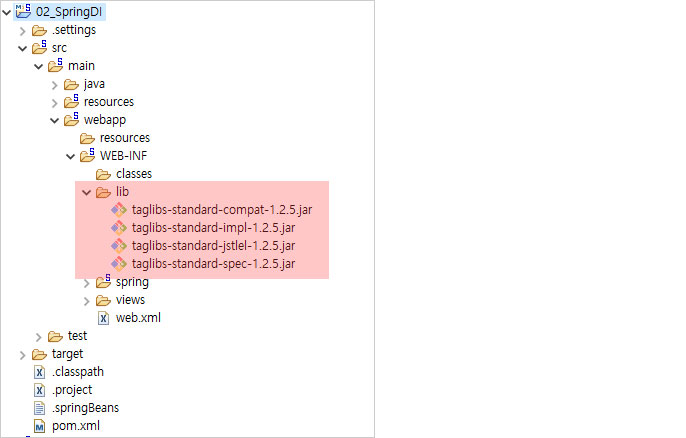 02_SpringDI
.settings
src
main
java
resources
webapp
resources
WEB-INF
classes
lib
taglibs-standard-compat-1.2.5.jar
taglibs-standard-impl-1.2.5.jar
taglibs-standard-jstlel-1.2.5.jar
taglibs-standard-spec-1.2.5.jar
spring
views
web.xml
test
target
.classpath
.project
.springBeans
pom.xml